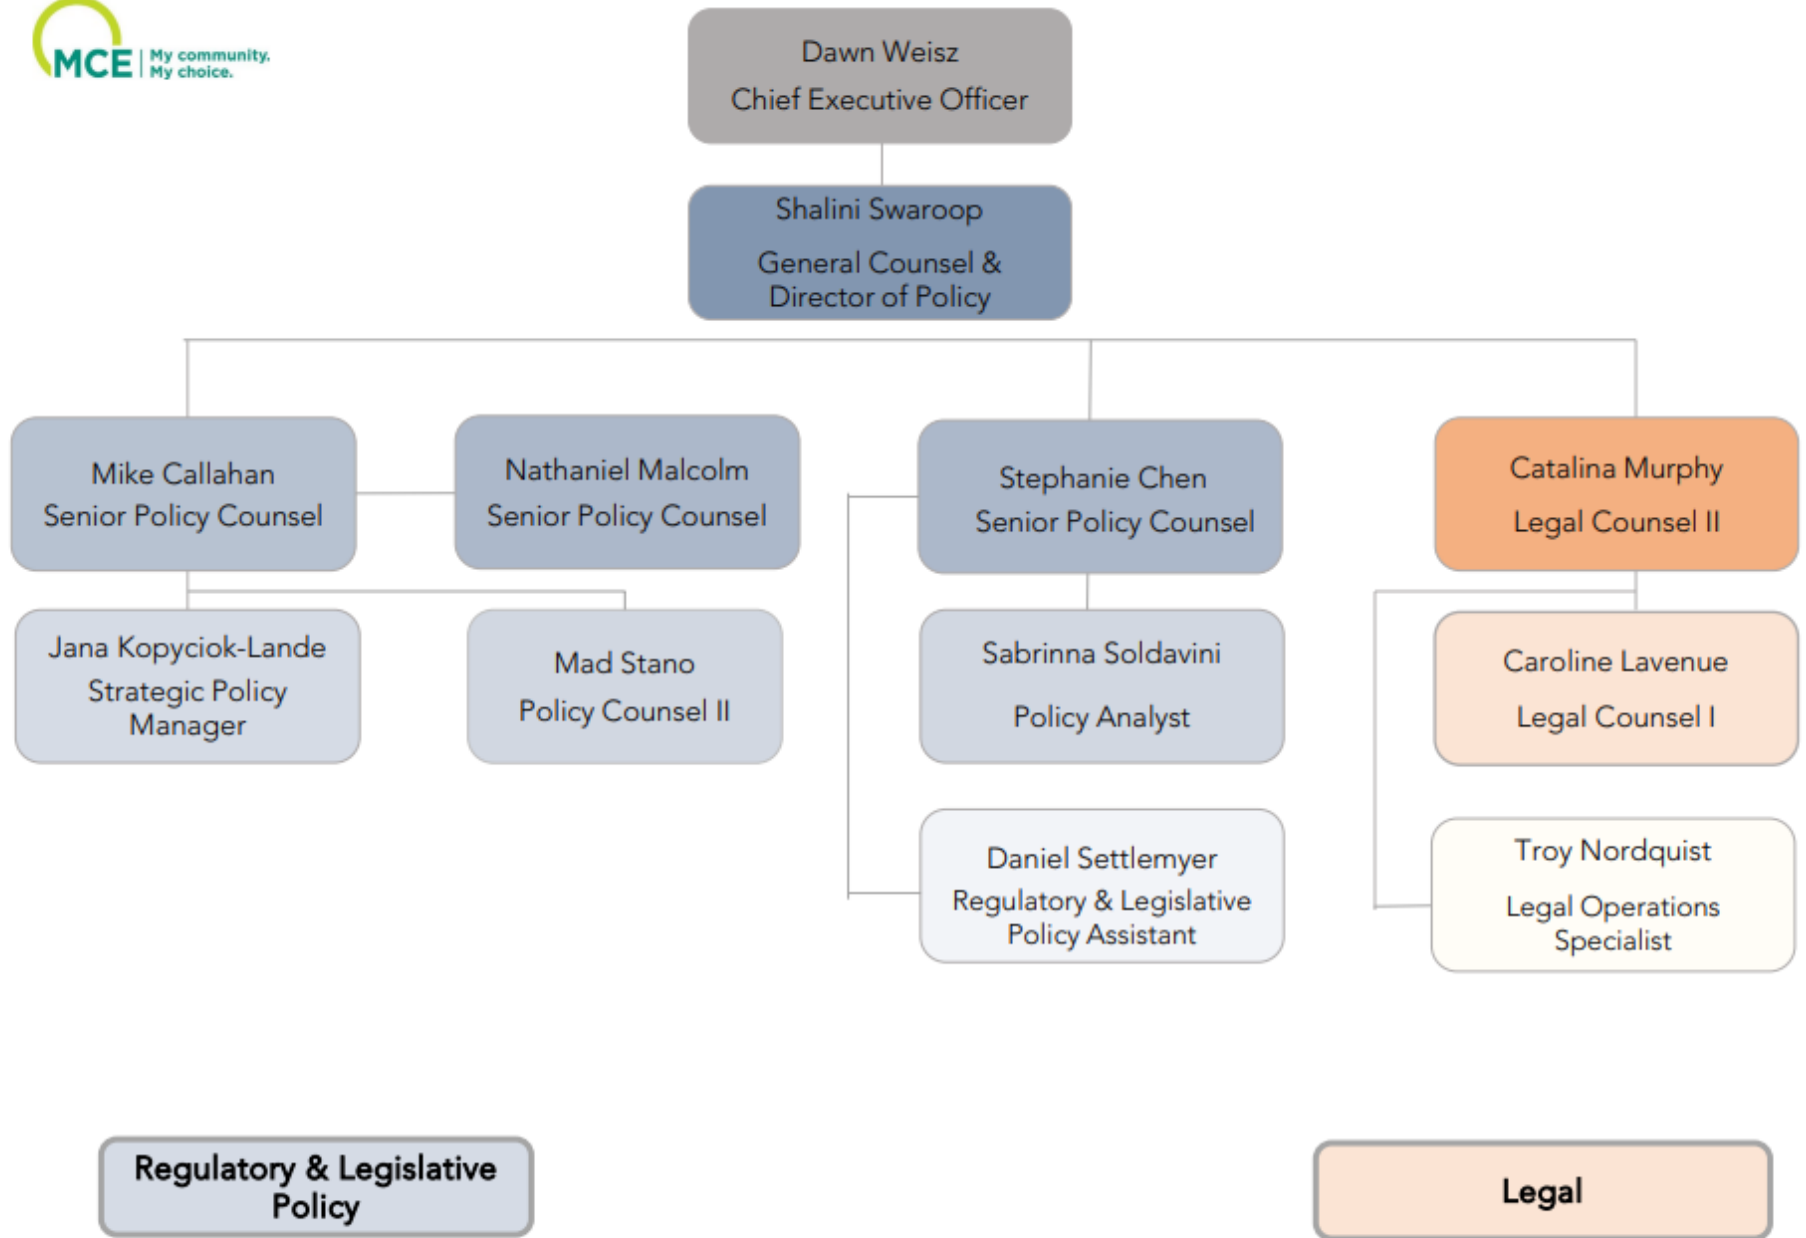 MCE
My community.
My choice.
Dawn Weisz
Chief Executive Officer
Shalini Swaroop
General Counsel &
Director of Policy
Mike Callahan
Senior Policy Counsel
Nathaniel Malcolm
Senior Policy Counsel
Stephanie Chen
Senior Policy Counsel
Catalina Murphy
Legal Counsel II
Jana Kopyciok-Lande
Strategic Policy
Manager
Mad Stano
Policy Counsel II
Sabrinna Soldavini
Policy Analyst
Caroline Lavenue
Legal Counsel I
Daniel Settlemyer
Regulatory & Legislative
Policy Assistant
Troy Nordquist
Legal Operations
Specialist
Regulatory & Legislative
Policy
Legal